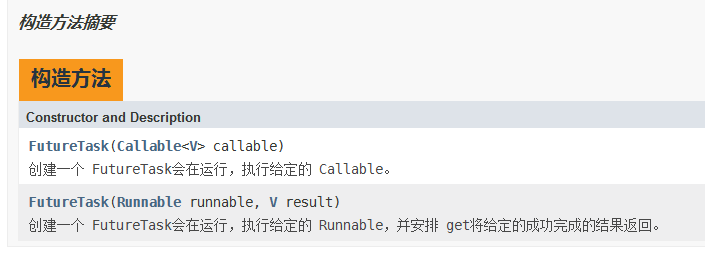 构造方法摘要
构造方法
Constructor and Description
FutureTask(Callable<V> callable)
创建一个 FutureTask会在运行，执行给定的 Callable。
FutureTask(Runnable runnable, V result)
创建一个 FutureTask会在运行，执行给定的 Runnable，并安排 get将给定的成功完成的结果返回。